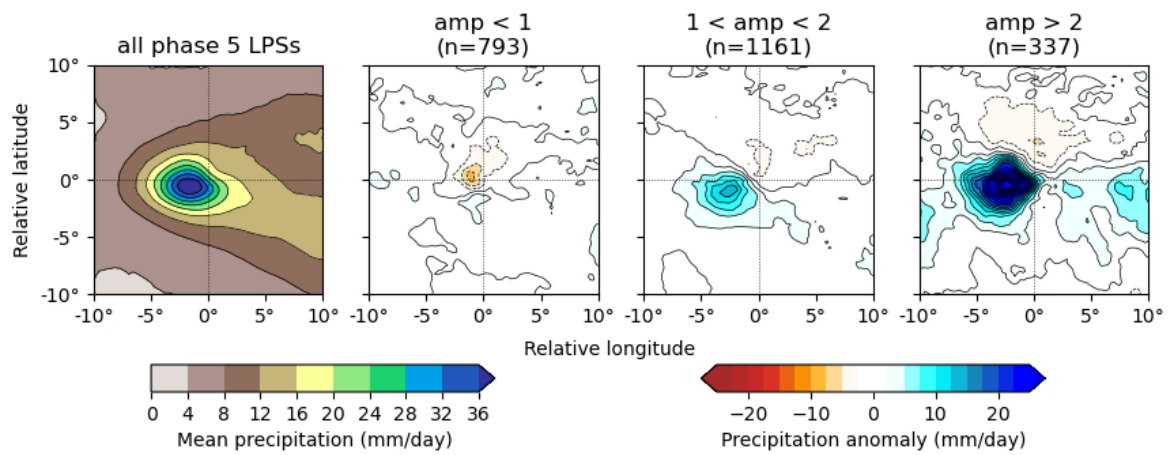 all phase 5 LPSs
amp < 1
(n=793)
1 < amp < 2
(n=1161)
amp > 2
(n=337)
Relative latitude
10°
5°
0°
-5°
-10°
-10° -5° 0° 5° 10°
-10° -5° 0° 5° 10°
-10° -5° 0° 5° 10°
-10° -5° 0° 5° 10°
Relative longitude
0 4 8 12 16 20 24 28 32 36
Mean precipitation (mm/day)
−20 −10 0 10 20
Precipitation anomaly (mm/day)